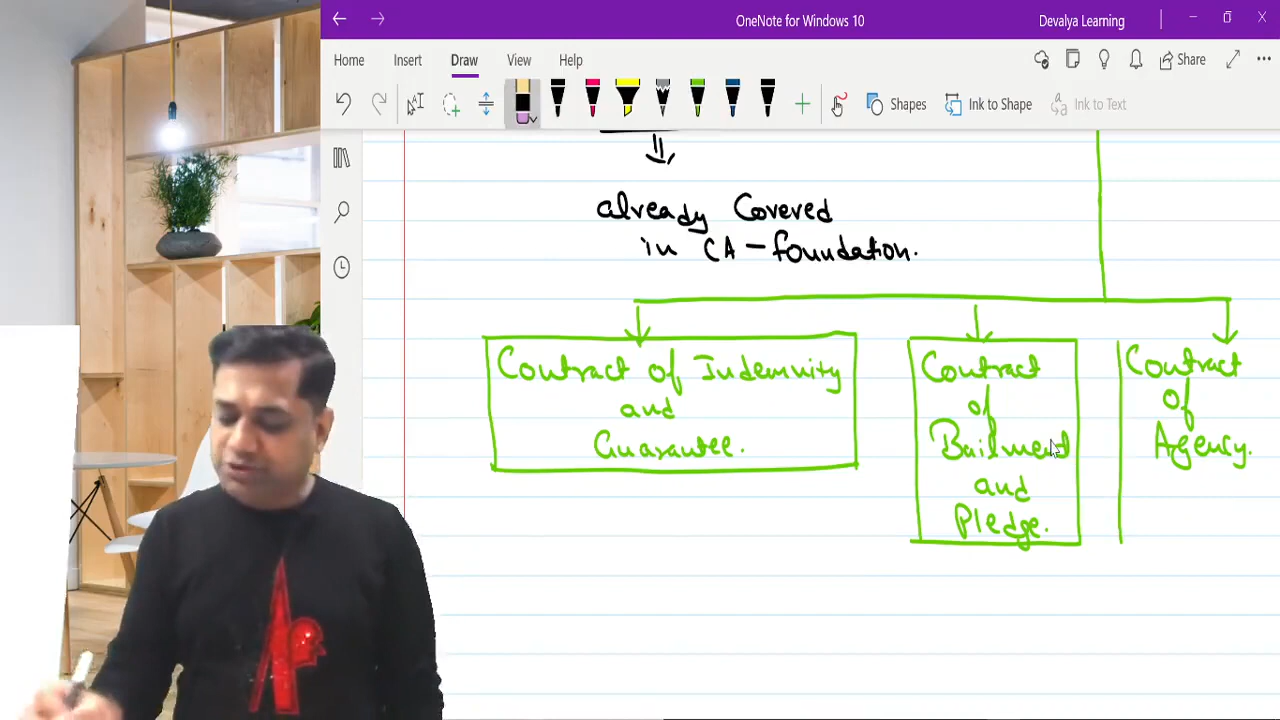 OneNote for Windows 10
Devalya Learning
Home Insert Draw View Help
Share
Shapes
Ink to Shape
Ink to Text
already Covered
in CA - foundation.
Contract of Indemnity
and
Guarantee.
Contract
of
Bailment
and
Pledge.
Contract
of
Agency.